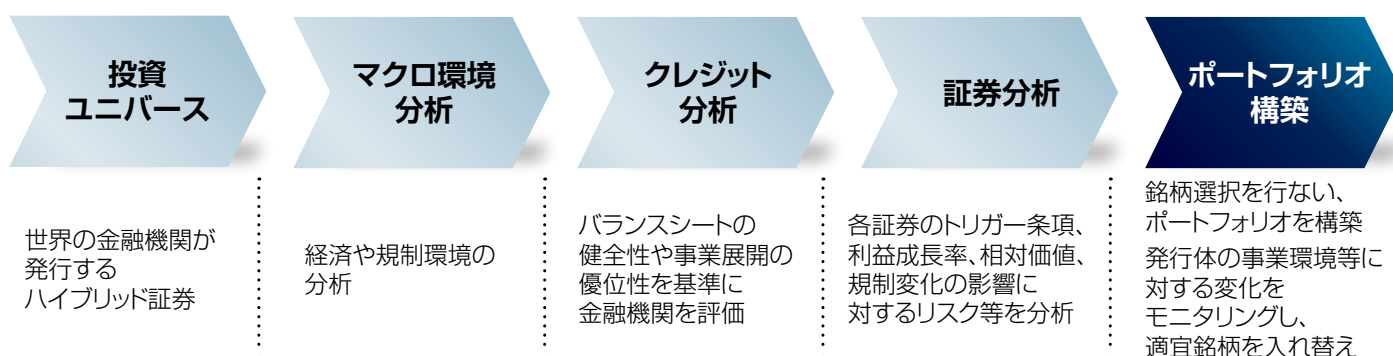 投資
ユニバース
マクロ環境
分析
クレジット
分析
証券分析
ポートフォリオ
構築
世界の金融機関が
発行する
ハイブリッド証券
経済や規制環境の
分析
バランスシートの
健全性や事業展開の
優位性を基準に
金融機関を評価
各証券のトリガー条項、
利益成長率、相対価値、
規制変化の影響に
対するリスク等を分析
銘柄選択を行ない、
ポートフォリオを構築
発行体の事業環境等に
対する変化を
モニタリングし、
適宜銘柄を入れ替え